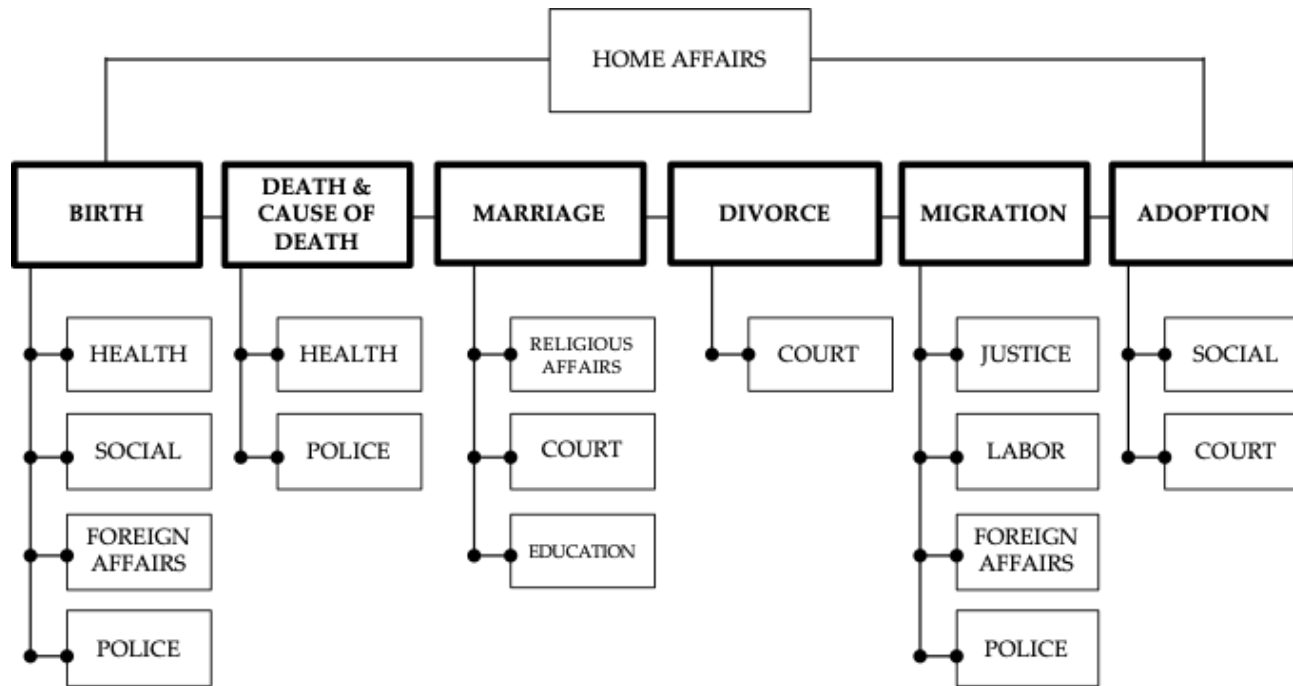 HOME AFFAIRS
BIRTH
DEATH &
CAUSE OF
DEATH
MARRIAGE
DIVORCE
MIGRATION
ADOPTION
HEALTH
SOCIAL
FOREIGN
AFFAIRS
POLICE
HEALTH
POLICE
RELIGIOUS
AFFAIRS
COURT
EDUCATION
COURT
JUSTICE
LABOR
FOREIGN
AFFAIRS
POLICE
SOCIAL
COURT